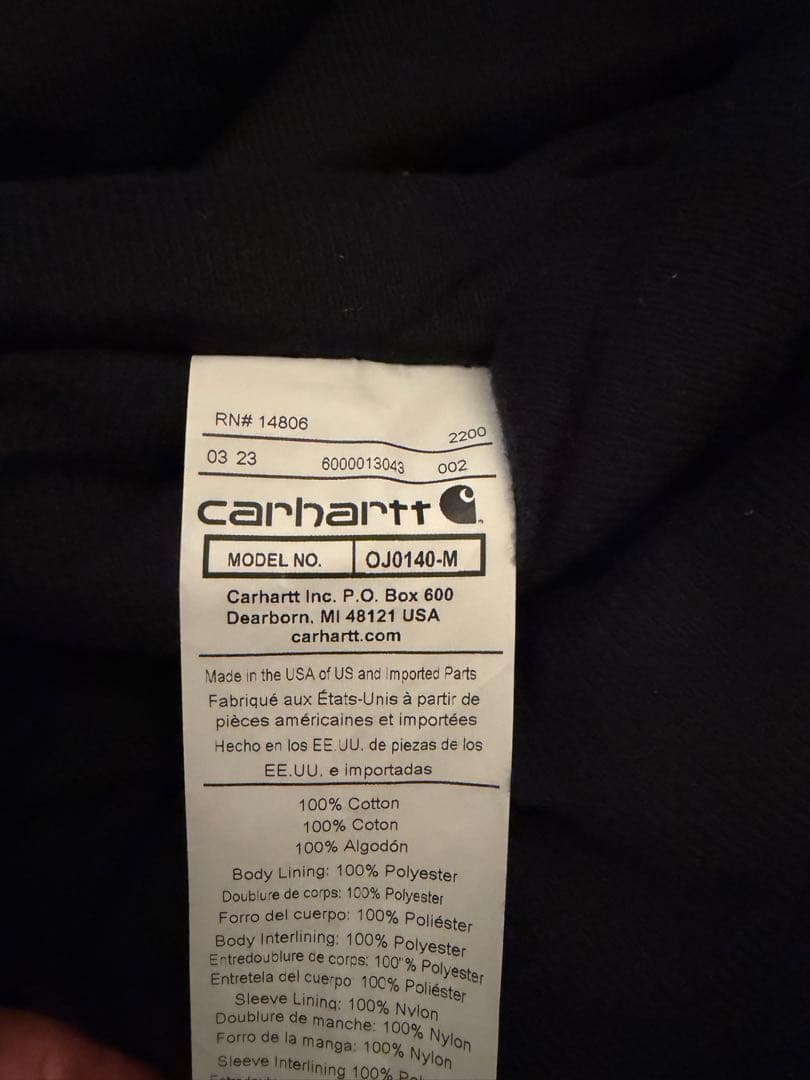 RN# 14806
2200
03 23 6000013043 002
carhartt
MODEL NO. OJ0140-M
Carhartt Inc. P.O. Box 600
Dearborn, MI 48121 USA
carhartt.com
Made in the USA of US and Imported Parts
Fabriqué aux États-Unis à partir de
pièces américaines et importées
Hecho en los EE.UU. de piezas de los
EE.UU. e importadas
100% Cotton
100% Coton
100% Algodón
Body Lining: 100% Polyester
Doublure de corps: 100% Polyester
Forro del cuerpo: 100% Poliéster
Body Interlining: 100% Polyester
Entredoublure de corps: 100% Polyester
Entretela del cuerpo 100% Poliéster
Sleeve Lining: 100% Nylon
Doublure de manche: 100% Nylon
Forro de la manga: 100% Nylon
Sleeve Interlining 100%